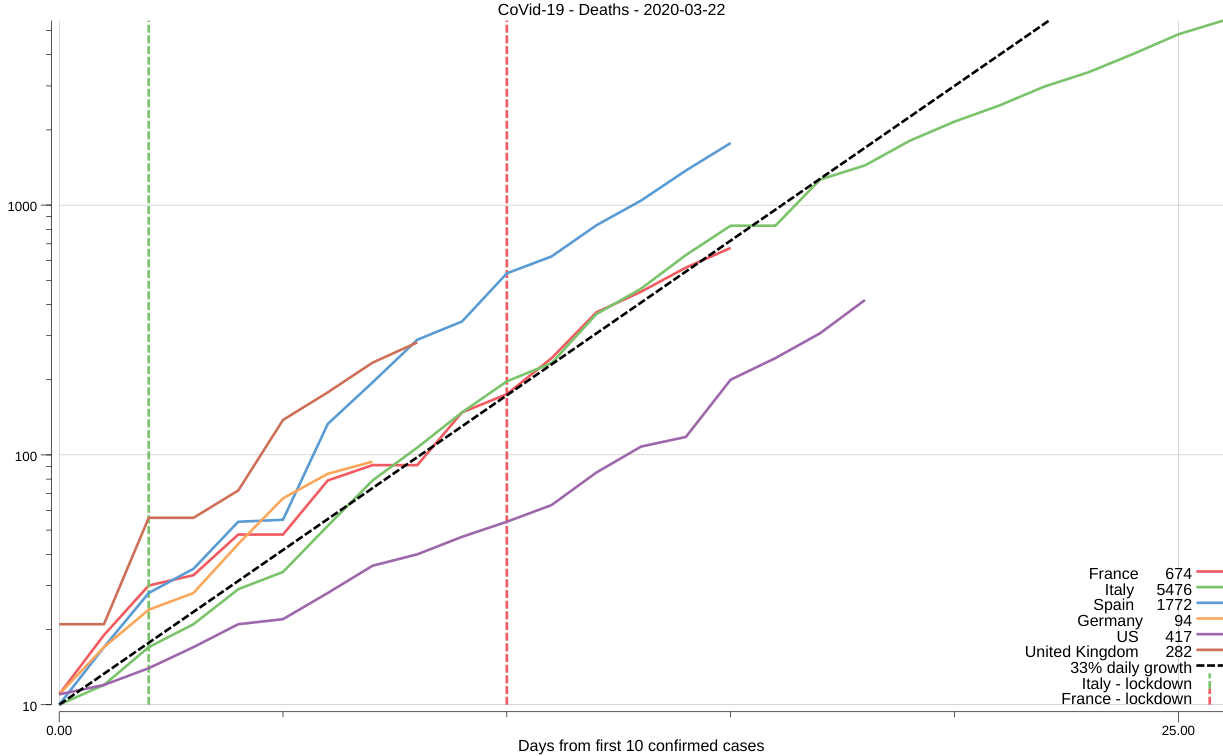 CoVid-19 - Deaths - 2020-03-22
1000
100
10
France 674
Italy 5476
Spain 1772
Germany 94
US 417
United Kingdom 282
33% daily growth
Italy - lockdown
France - lockdown
0.00 25.00
Days from first 10 confirmed cases